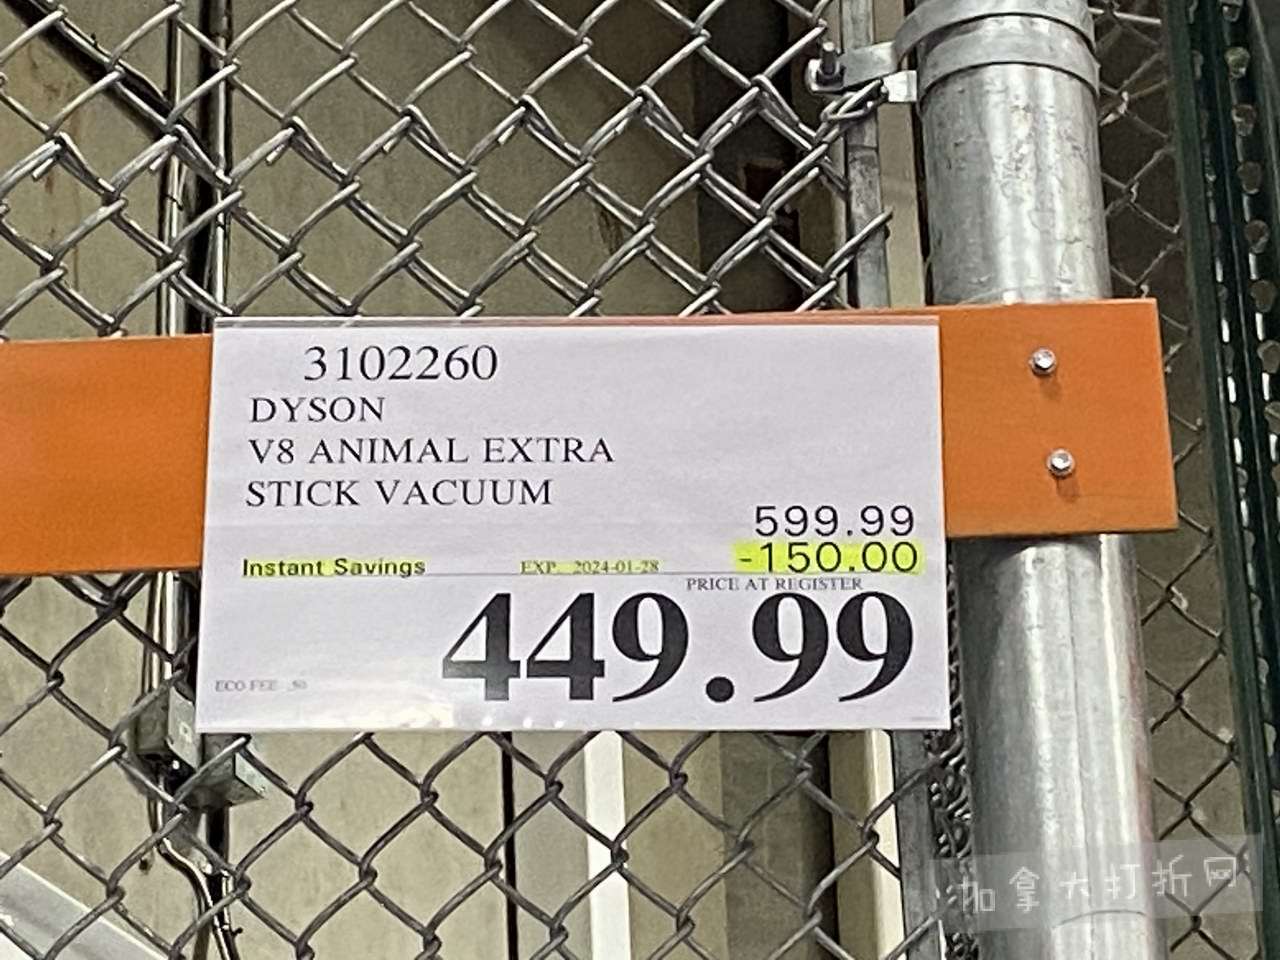 3102260
DYSON
V8 ANIMAL EXTRA
STICK VACUUM
599.99
Instant Savings EXP. 2024-01-28 -150.00
PRICE AT REGISTER
449.99
ECO FEE .50
加拿大打折网